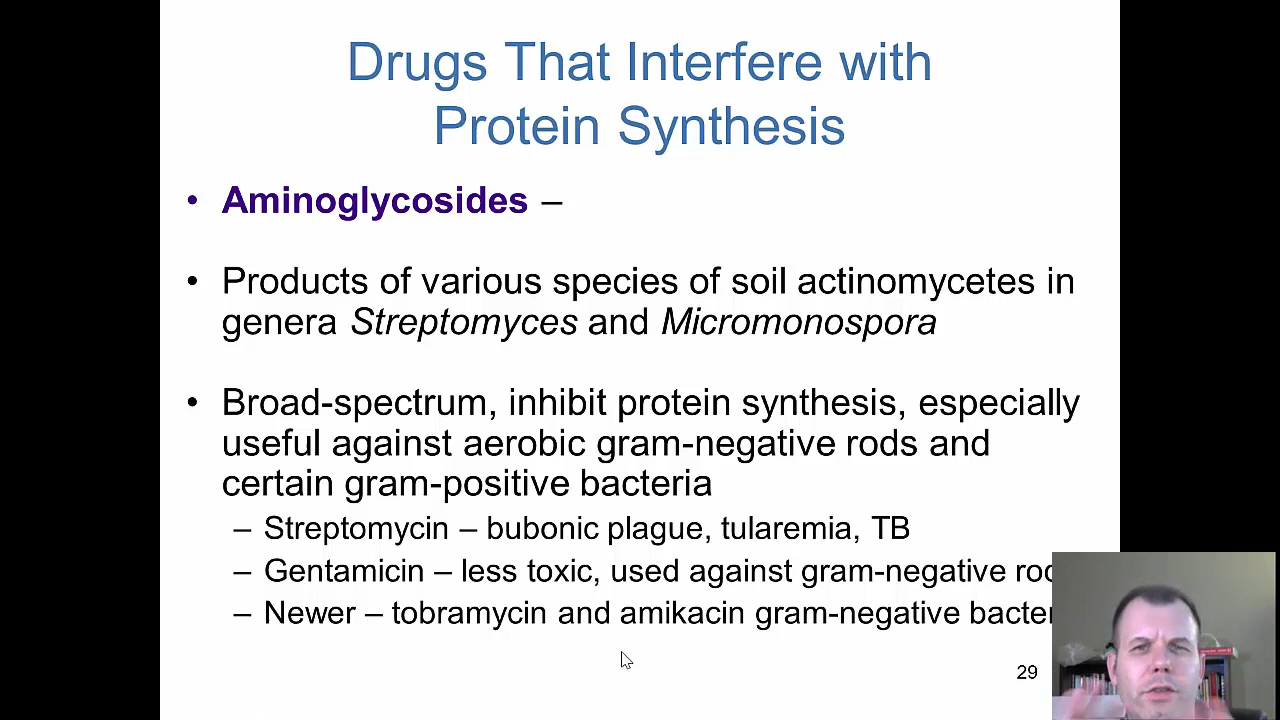 Drugs That Interfere with
Protein Synthesis
• Aminoglycosides –
• Products of various species of soil actinomycetes in
genera Streptomyces and Micromonospora
• Broad-spectrum, inhibit protein synthesis, especially
useful against aerobic gram-negative rods and
certain gram-positive bacteria
– Streptomycin – bubonic plague, tularemia, TB
– Gentamicin – less toxic, used against gram-negative
– Newer – tobramycin and amikacin gram-negative
29